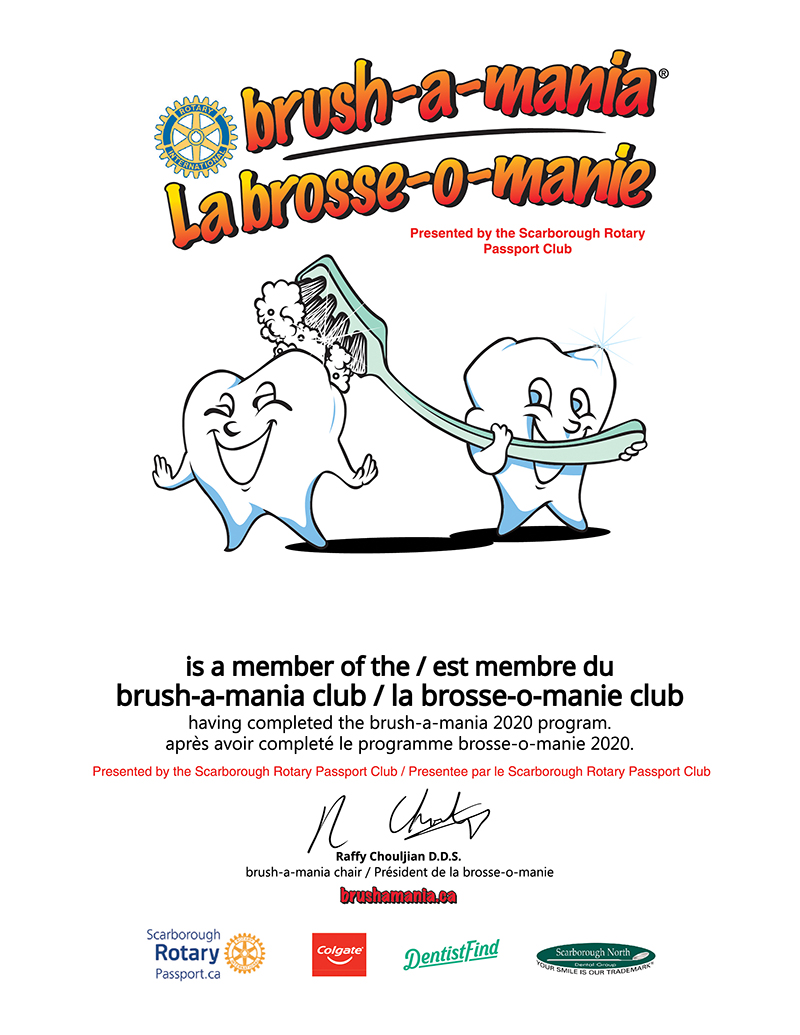 ROTARY
INTERNATIONAL
brush-a-mania®
La brosse-o-manie
Presented by the Scarborough Rotary
Passport Club
is a member of the / est membre du
brush-a-mania club / la brosse-o-manie club
having completed the brush-a-mania 2020 program.
après avoir completé le programme brosse-o-manie 2020.
Presented by the Scarborough Rotary Passport Club / Presentee par le Scarborough Rotary Passport Club
Raffy Chouljian D.D.S.
brush-a-mania chair / Président de la brosse-o-manie
brushamania.ca
Scarborough
Rotary
Passport.ca
Colgate®
DentistFind
Scarborough North
Dental Group
YOUR SMILE IS OUR TRADEMARK™